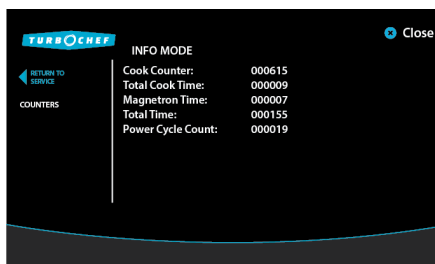 TURBOCHEF
Close
INFO MODE
RETURN TO
SERVICE
COUNTERS
Cook Counter: 000615
Total Cook Time: 000009
Magnetron Time: 000007
Total Time: 000155
Power Cycle Count: 000019